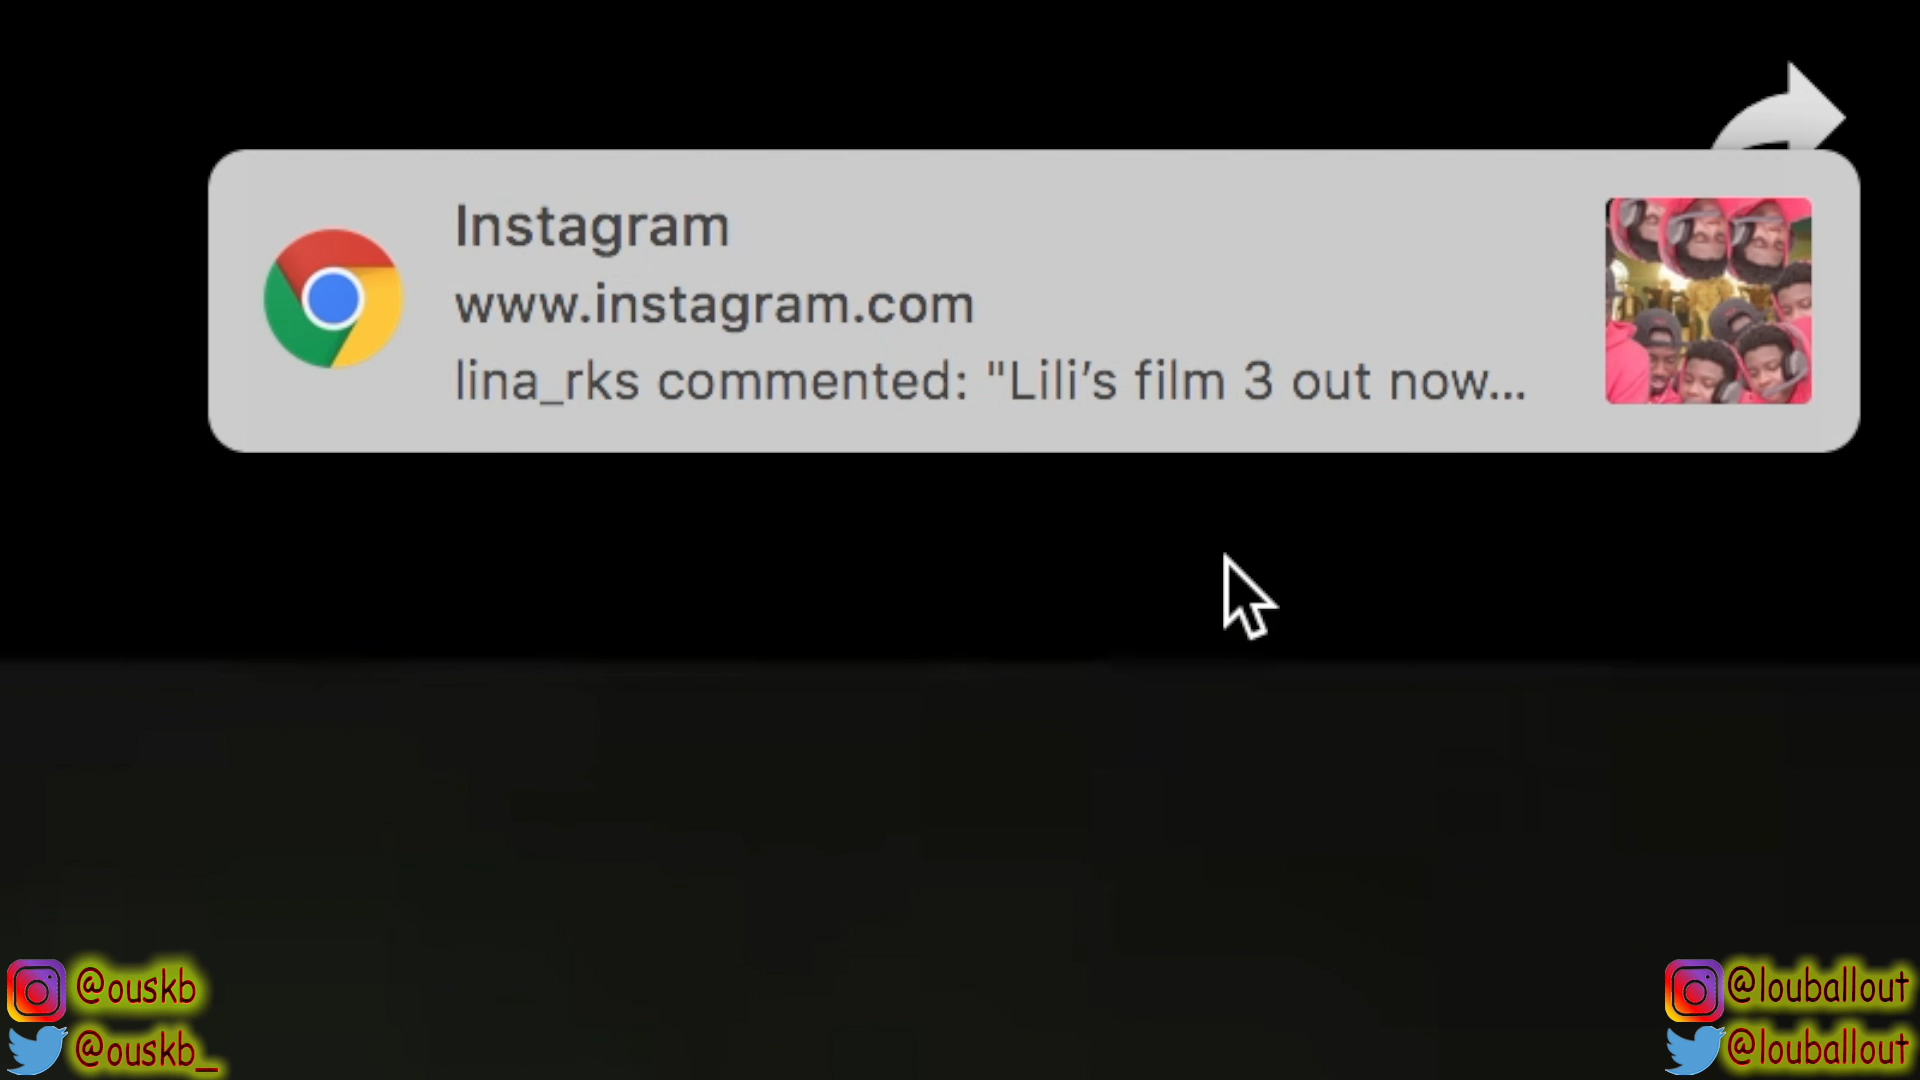 Instagram
www.instagram.com
lina_rks commented: "Lili’s film 3 out now...
@ouskb
@ouskb_
@louballout
@louballout